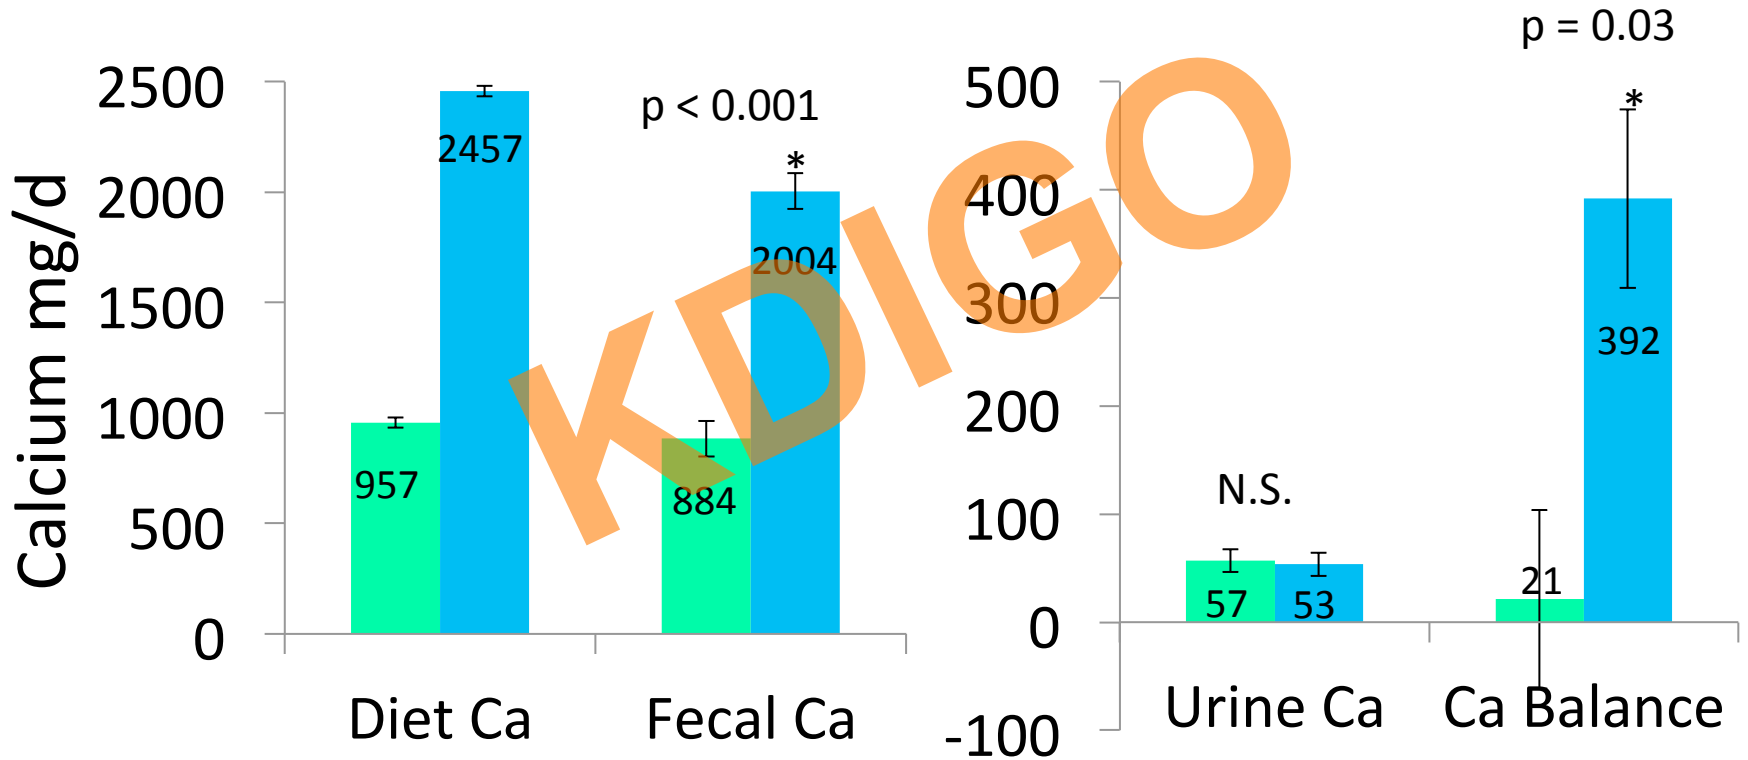 p = 0.03
2500
2000
1500
1000
500
0
Calcium mg/d
p < 0.001
*
957
2457
884
2004
Diet Ca
Fecal Ca
500
400
300
200
100
0
-100
N.S.
*
57
53
21
392
Urine Ca
Ca Balance
KDIGO